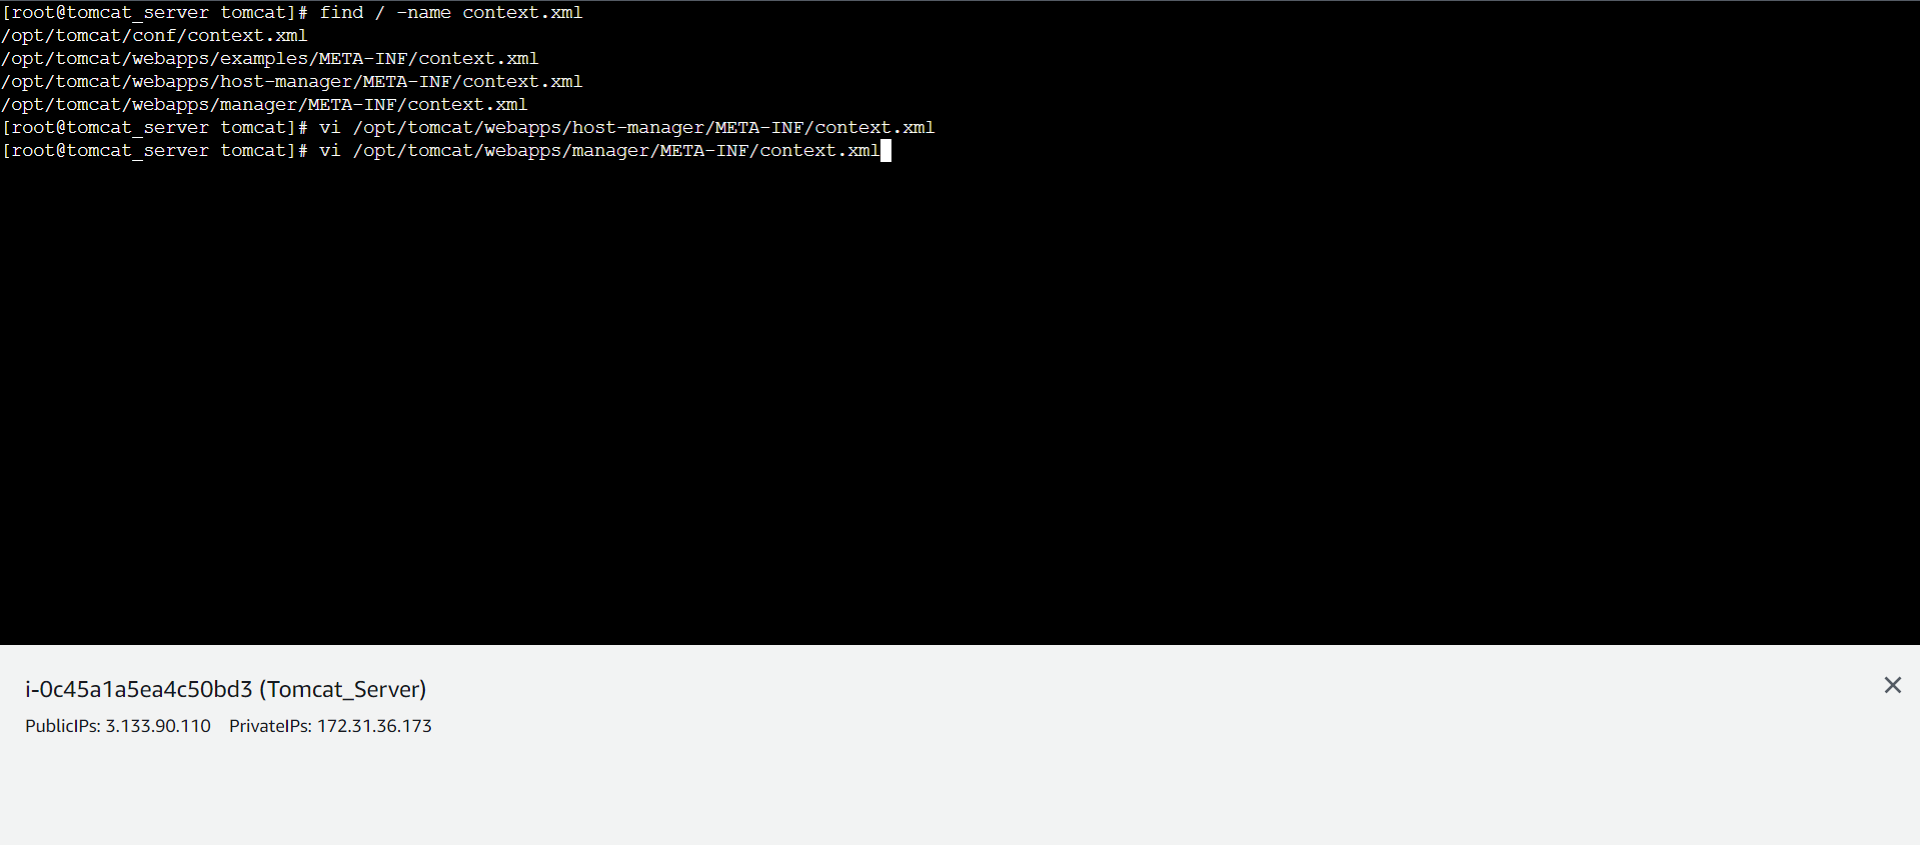 [root@tomcat_server tomcat]# find / -name context.xml
/opt/tomcat/conf/context.xml
/opt/tomcat/webapps/examples/META-INF/context.xml
/opt/tomcat/webapps/host-manager/META-INF/context.xml
/opt/tomcat/webapps/manager/META-INF/context.xml
[root@tomcat_server tomcat]# vi /opt/tomcat/webapps/host-manager/META-INF/context.xml
[root@tomcat_server tomcat]# vi /opt/tomcat/webapps/manager/META-INF/context.xml
i-0c45a1a5ea4c50bd3 (Tomcat_Server)
PublicIPs: 3.133.90.110 PrivateIPs: 172.31.36.173